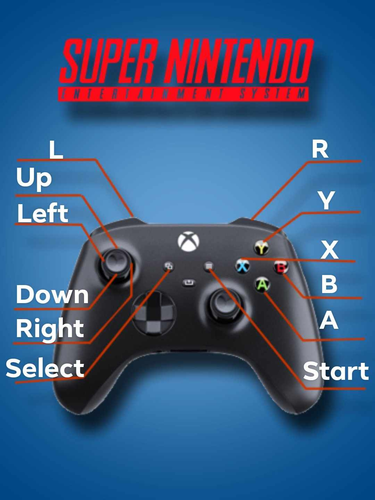 SUPER NINTENDO
ENTERTAINMENT SYSTEM
L
R
Up
Y
Left
X
B
Down
A
Right
Select
Start
Y
X
B
A